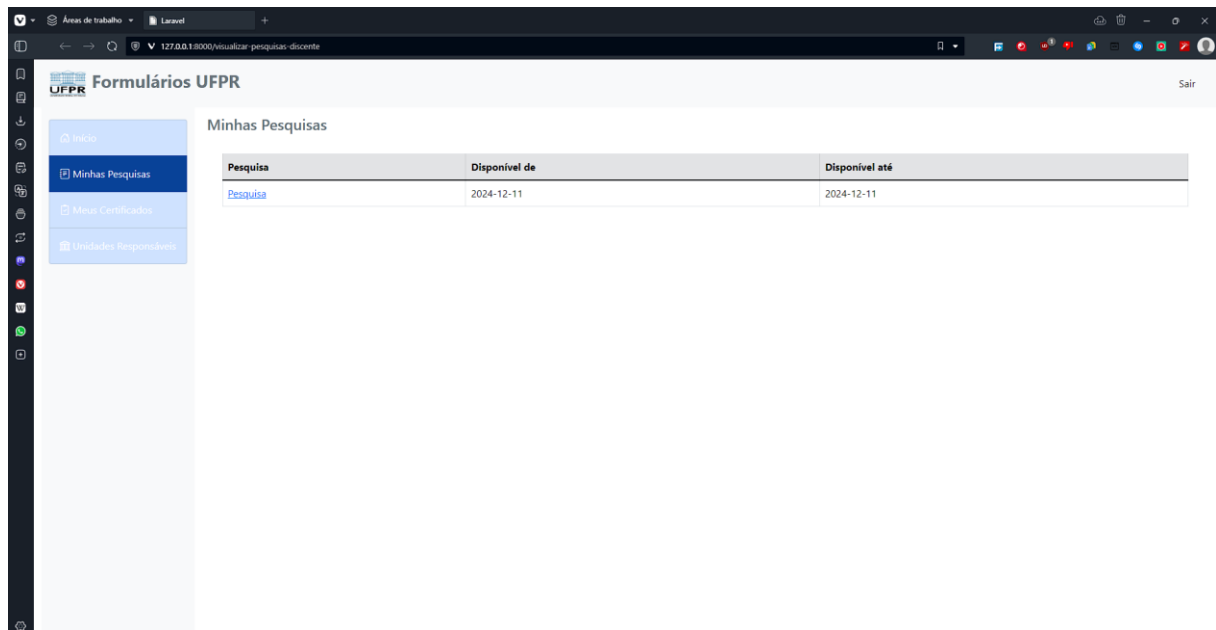 Áreas de trabalho
Laravel
127.0.0.1:8000/visualizar-pesquisas-discente
UFPR
Formulários UFPR
Sair
Início
Minhas Pesquisas
Meus Certificados
Unidades Responsáveis
Minhas Pesquisas
Pesquisa Disponível de Disponível até
Pesquisa 2024-12-11 2024-12-11